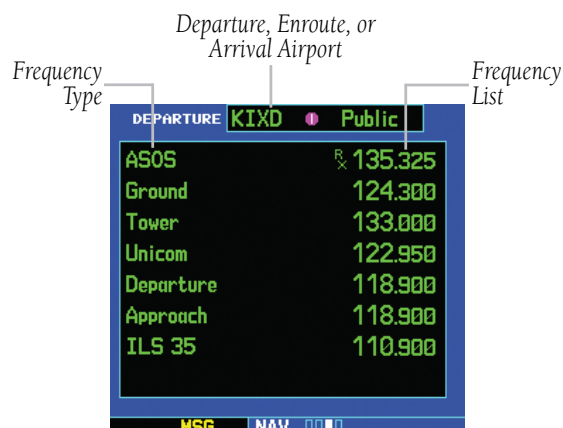 Departure, Enroute, or
Arrival Airport
Frequency
Type
Frequency
List
DEPARTURE KIXD Public
ASOS Rx 135.325
Ground 124.300
Tower 133.000
Unicom 122.950
Departure 118.900
Approach 118.900
ILS 35 110.900
MSG NAV